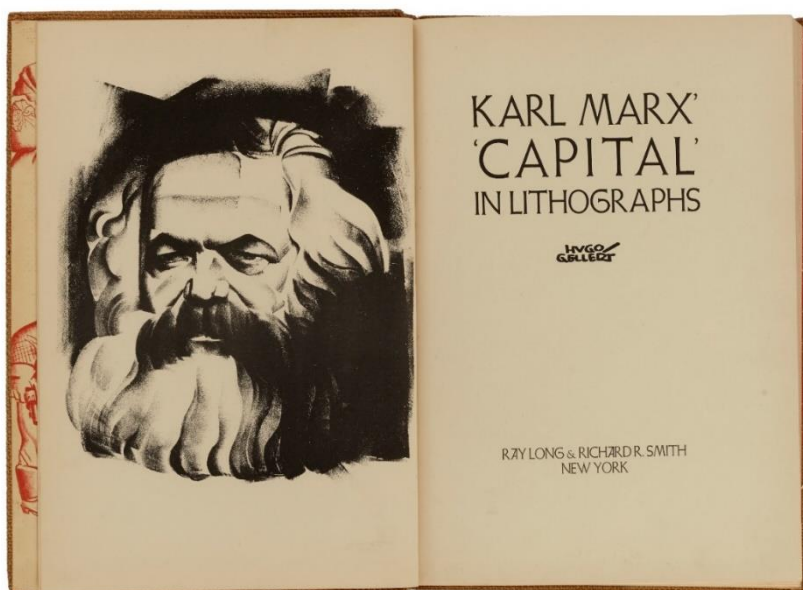 KARL MARX'
'CAPITAL'
IN LITHOGRAPHS
HUGO
GELLERT
RAY LONG & RICHARD R. SMITH
NEW YORK